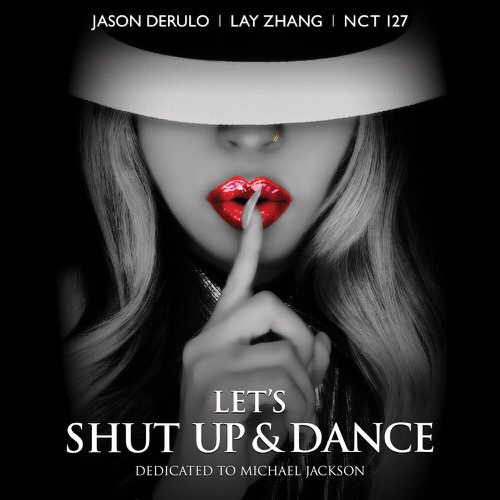 JASON DERULO | LAY ZHANG | NCT 127
LET'S
SHUT UP & DANCE
DEDICATED TO MICHAEL JACKSON